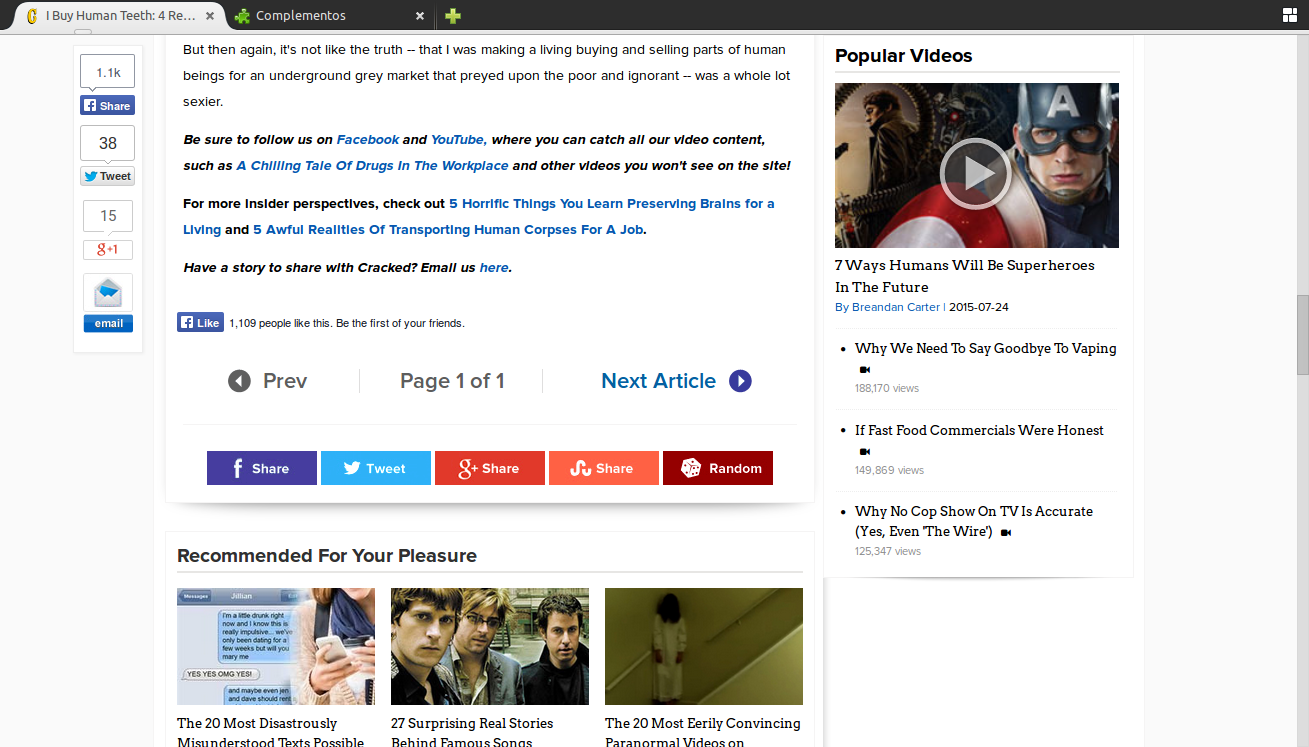 I Buy Human Teeth: 4 Re...
Complementos
1.1k
Share
38
Tweet
15
g+1
email
But then again, it's not like the truth -- that I was making a living buying and selling parts of human
beings for an underground grey market that preyed upon the poor and ignorant -- was a whole lot
sexier.
Be sure to follow us on Facebook and YouTube, where you can catch all our video content,
such as A Chilling Tale Of Drugs In The Workplace and other videos you won't see on the site!
For more insider perspectives, check out 5 Horrific Things You Learn Preserving Brains for a
Living and 5 Awful Realities Of Transporting Human Corpses For A Job.
Have a story to share with Cracked? Email us here.
Like 1,109 people like this. Be the first of your friends.
Prev
Page 1 of 1
Next Article
Share
Tweet
g+ Share
Share
Random
Recommended For Your Pleasure
Messages Jillian
I'm a little drunk right
now and I know this is
really impulsive... we've
only been dating for a
few weeks but will you
mary me
YES YES OMG YES!
and maybe even jen
and dave should rent
The 20 Most Disastrously
Misunderstood Texts Possible
27 Surprising Real Stories
Behind Famous Songs
The 20 Most Eerily Convincing
Paranormal Videos on
Popular Videos
A
7 Ways Humans Will Be Superheroes
In The Future
By Breandan Carter | 2015-07-24
Why We Need To Say Goodbye To Vaping
188,170 views
If Fast Food Commercials Were Honest
149,869 views
Why No Cop Show On TV Is Accurate
(Yes, Even 'The Wire')
125,347 views